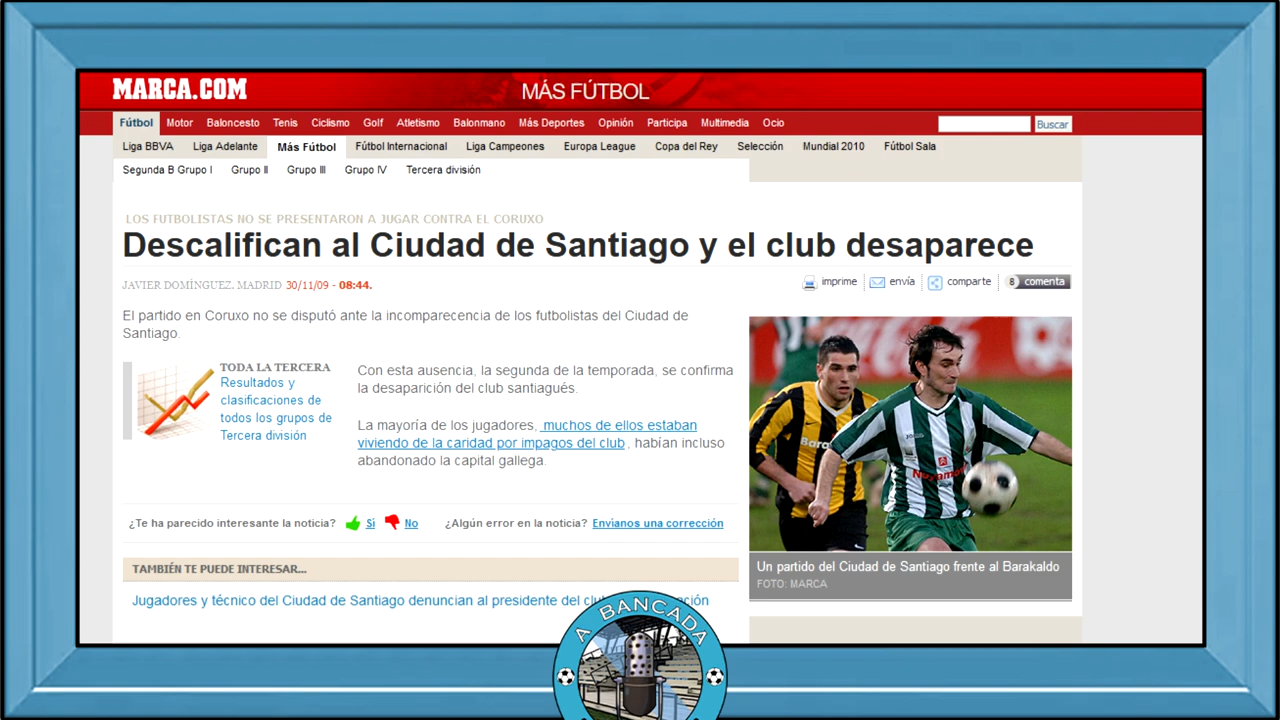 MARCA.COM
MÁS FÚTBOL
Fútbol Motor Baloncesto Tenis Ciclismo Golf Atletismo Balonmano Más Deportes Opinión Participa Multimedia Ocio Buscar
Liga BBVA Liga Adelante Más Fútbol Fútbol Internacional Liga Campeones Europa League Copa del Rey Selección Mundial 2010 Fútbol Sala
Segunda B Grupo I Grupo II Grupo III Grupo IV Tercera división
LOS FUTBOLISTAS NO SE PRESENTARON A JUGAR CONTRA EL CORUXO
Descalifican al Ciudad de Santiago y el club desaparece
JAVIER DOMÍNGUEZ. MADRID 30/11/09 - 08:44.
imprime envía comparte 8 comenta
El partido en Coruxo no se disputó ante la incomparecencia de los futbolistas del Ciudad de
Santiago.
TODA LA TERCERA
Resultados y
clasificaciones de
todos los grupos de
Tercera división
Con esta ausencia, la segunda de la temporada, se confirma
la desaparición del club santiagués.
La mayoría de los jugadores, muchos de ellos estaban
viviendo de la caridad por impagos del club, habían incluso
abandonado la capital gallega.
¿Te ha parecido interesante la noticia? Sí No ¿Algún error en la noticia? Envíanos una corrección
TAMBIÉN TE PUEDE INTERESAR...
Jugadores y técnico del Ciudad de Santiago denuncian al presidente del
Un partido del Ciudad de Santiago frente al Barakaldo
FOTO: MARCA
A BANCADA